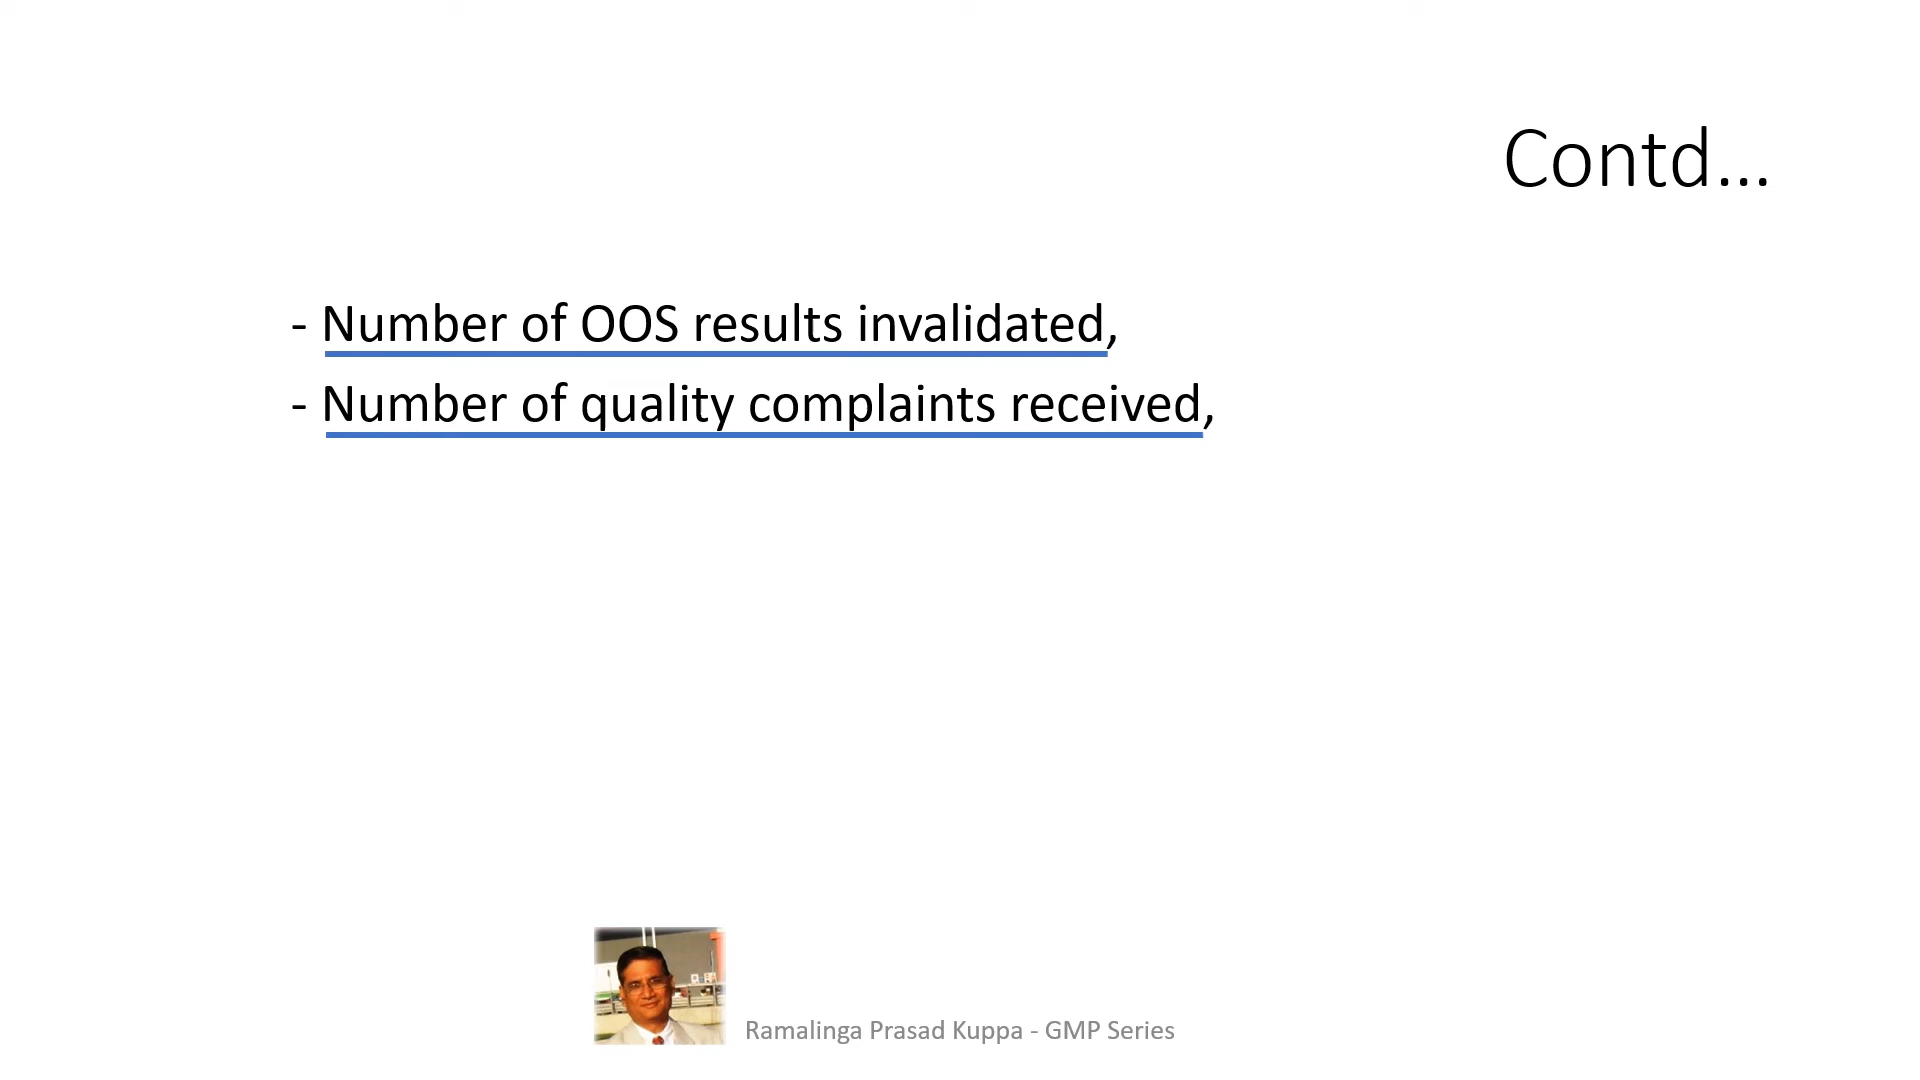 Contd...
- Number of OOS results invalidated,
- Number of quality complaints received,
Ramalinga Prasad Kuppa - GMP Series